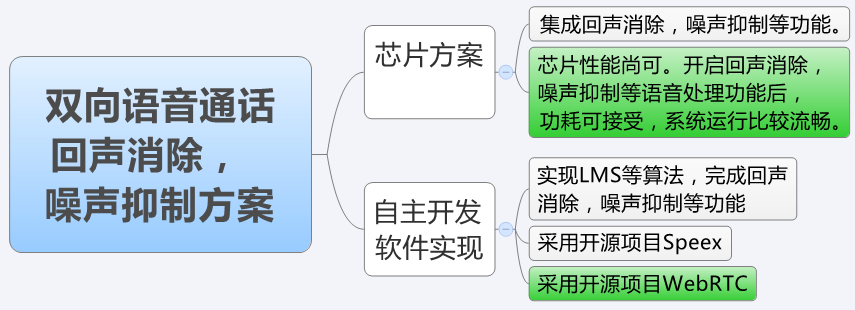 双向语音通话
回声消除，
噪声抑制方案
芯片方案
集成回声消除，噪声抑制等功能。
芯片性能尚可。开启回声消除，
噪声抑制等语音处理功能后，
功耗可接受，系统运行比较流畅。
自主开发
软件实现
实现LMS等算法，完成回声
消除，噪声抑制等功能
采用开源项目Speex
采用开源项目WebRTC